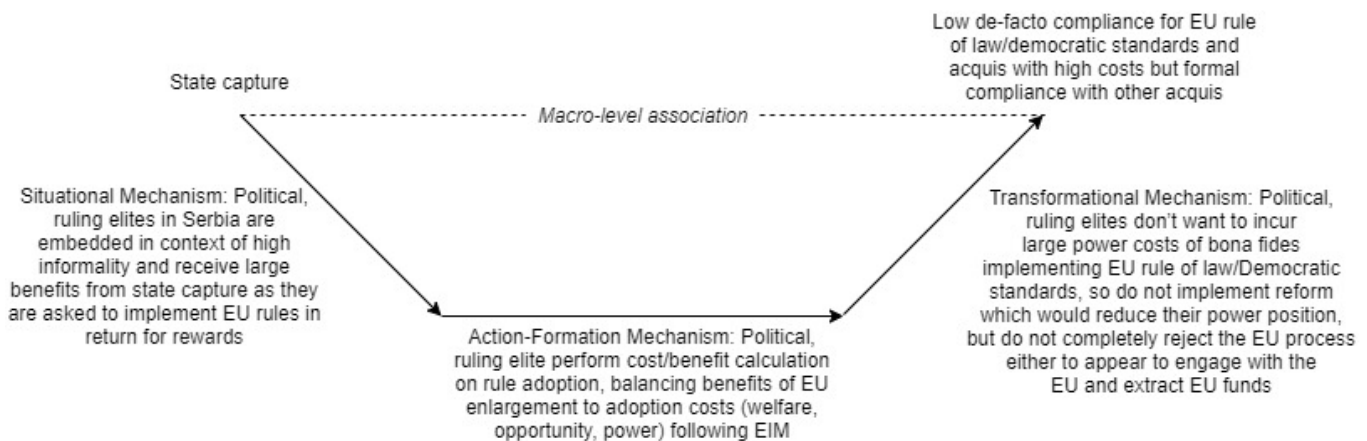 State capture
Low de-facto compliance for EU rule
of law/democratic standards and
acquis with high costs but formal
compliance with other acquis
Macro-level association
Situational Mechanism: Political,
ruling elites in Serbia are
embedded in context of high
informality and receive large
benefits from state capture as they
are asked to implement EU rules in
return for rewards
Action-Formation Mechanism: Political,
ruling elite perform cost/benefit calculation
on rule adoption, balancing benefits of EU
enlargement to adoption costs (welfare,
opportunity, power) following EIM
Transformational Mechanism: Political,
ruling elites don't want to incur
large power costs of bona fides
implementing EU rule of law/Democratic
standards, so do not implement reform
which would reduce their power position,
but do not completely reject the EU process
either to appear to engage with the
EU and extract EU funds